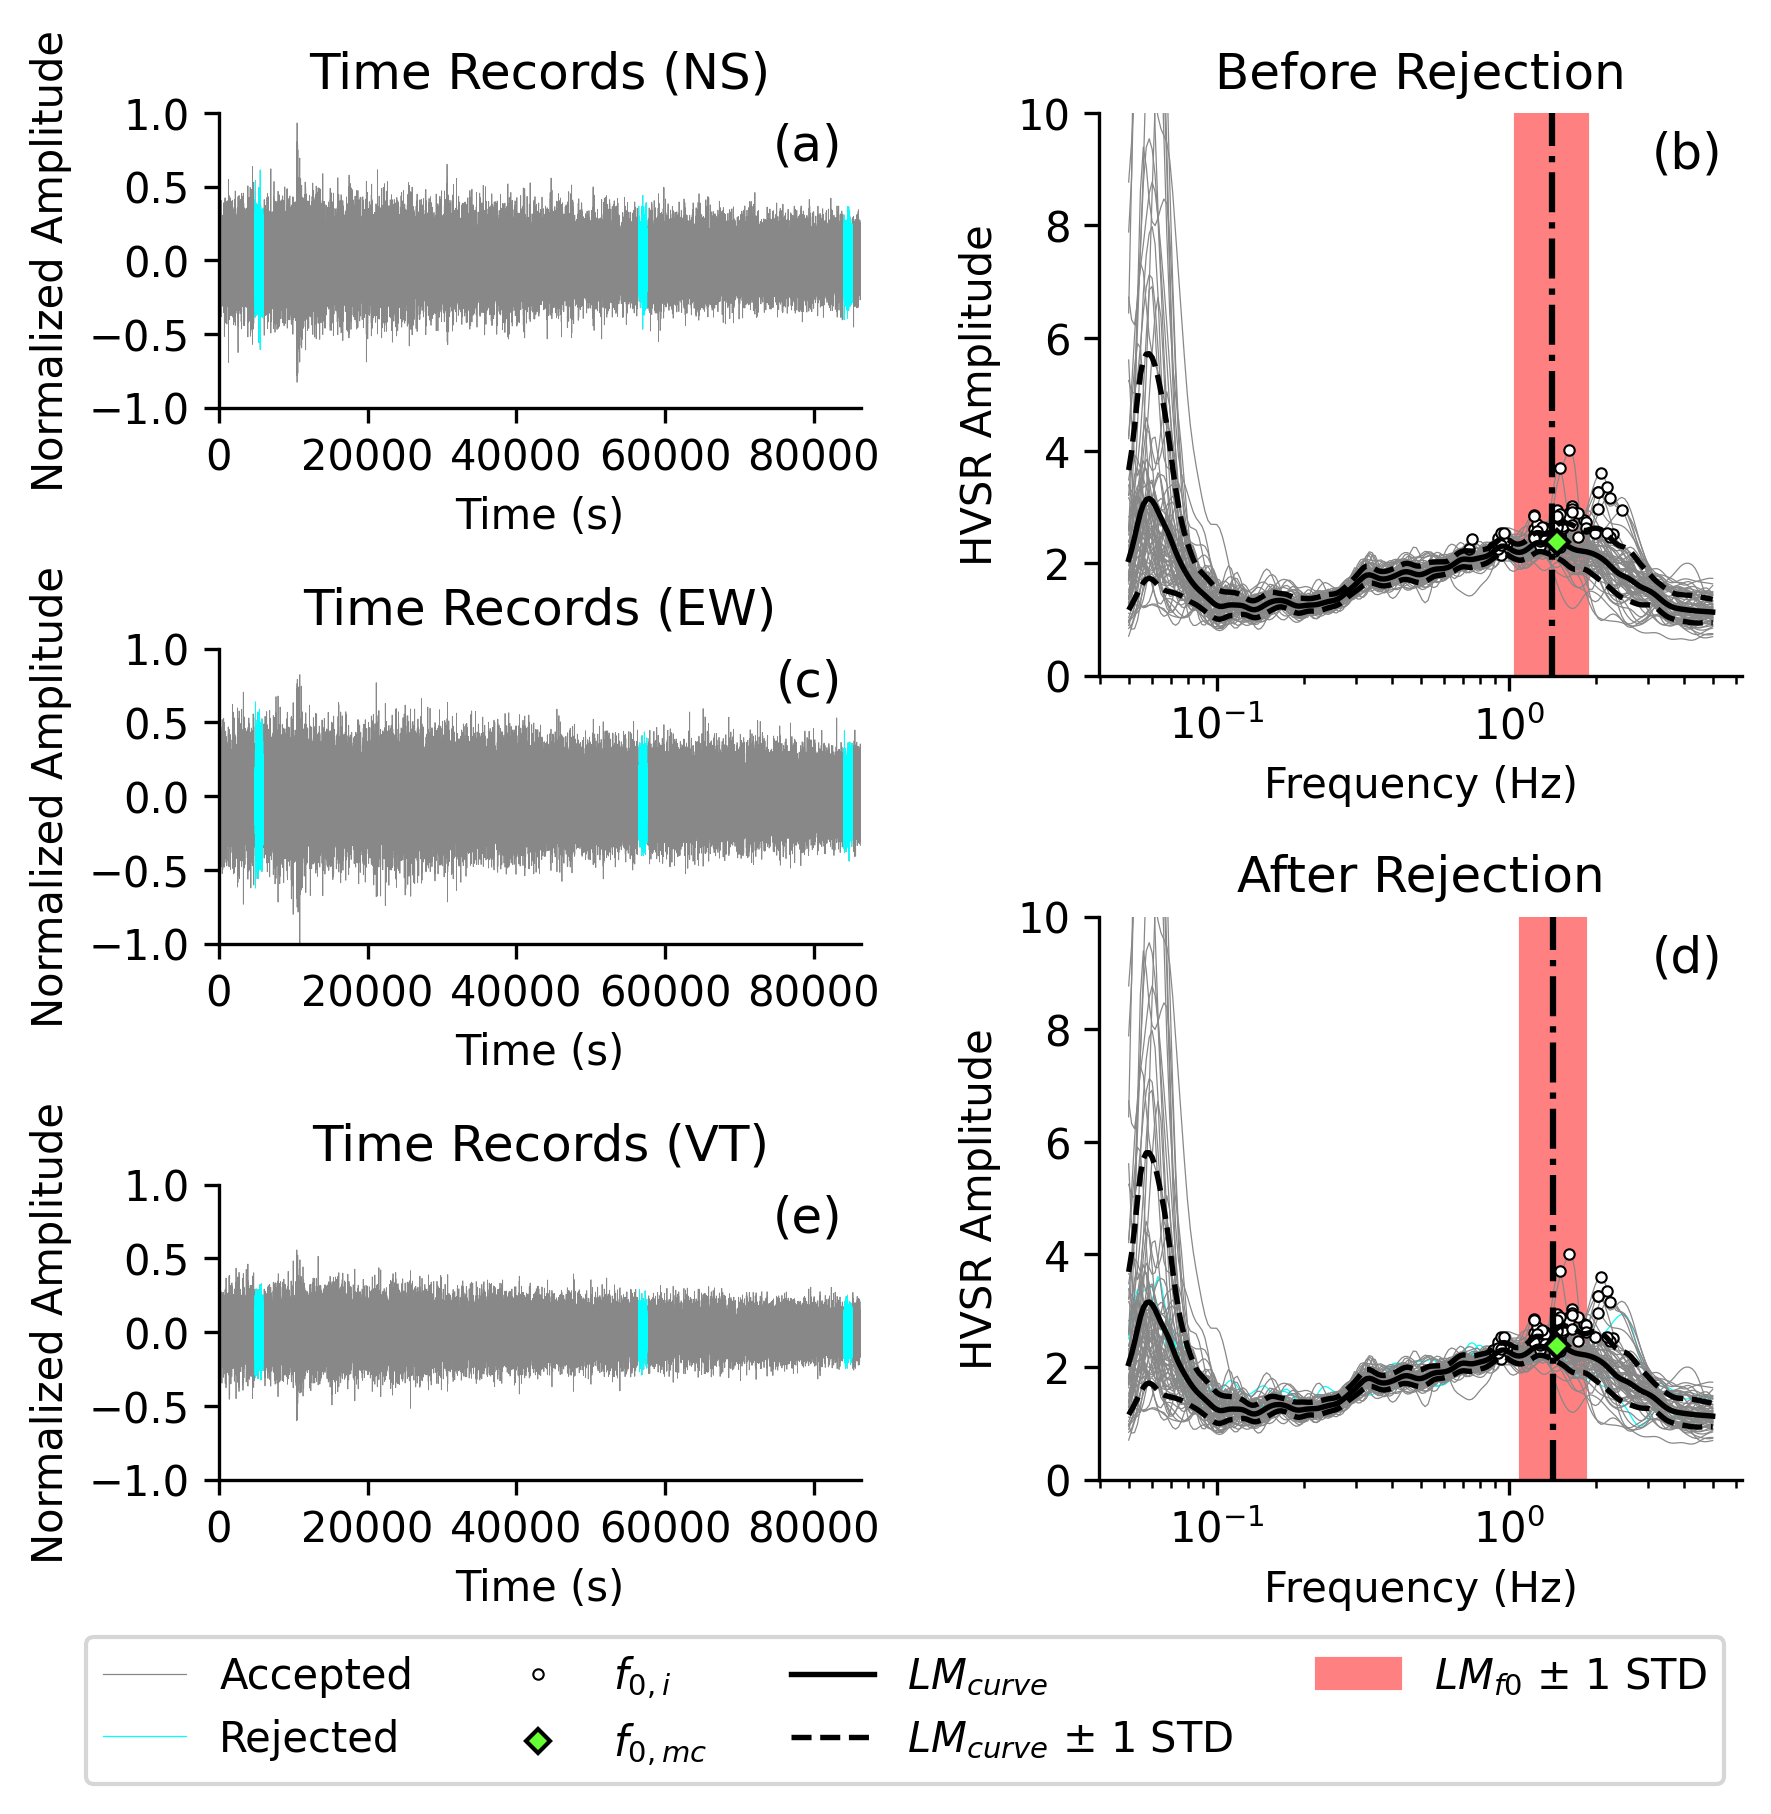 Time Records (NS)
(a)
Normalized Amplitude
1.0
0.5
0.0
−0.5
−1.0
0 20000 40000 60000 80000
Time (s)
Before Rejection
(b)
HVSR Amplitude
10
8
6
4
2
0
10⁻¹ 10⁰
Frequency (Hz)
Time Records (EW)
(c)
Normalized Amplitude
1.0
0.5
0.0
−0.5
−1.0
0 20000 40000 60000 80000
Time (s)
After Rejection
(d)
HVSR Amplitude
10
8
6
4
2
0
10⁻¹ 10⁰
Frequency (Hz)
Time Records (VT)
(e)
Normalized Amplitude
1.0
0.5
0.0
−0.5
−1.0
0 20000 40000 60000 80000
Time (s)
Accepted
Rejected
f0,i
f0,mc
LMcurve
LMcurve ± 1 STD
LMf0 ± 1 STD